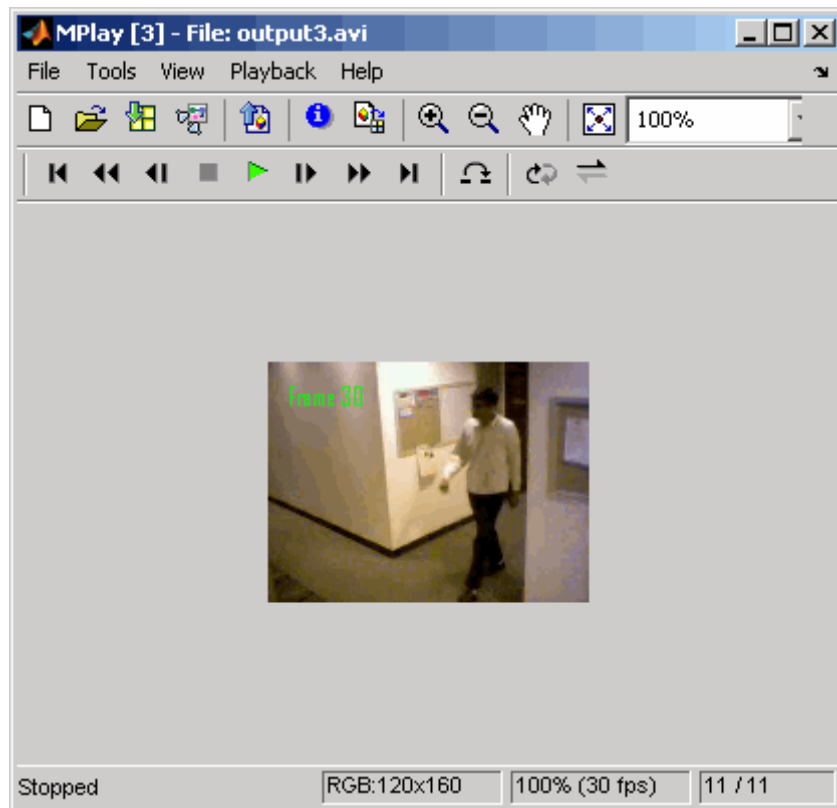 MPlay [3] - File: output3.avi
File Tools View Playback Help
100%
Frame 30
Stopped
RGB:120x160
100% (30 fps)
11 / 11